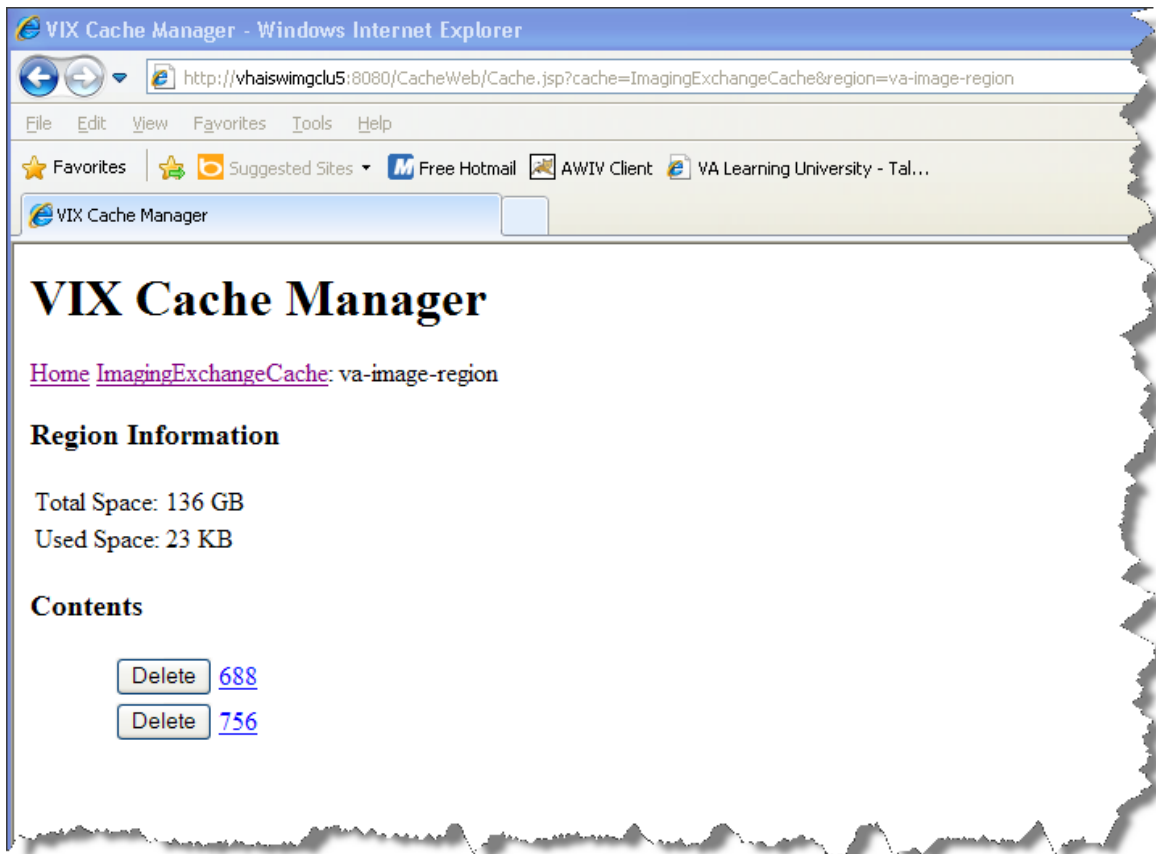 VIX Cache Manager - Windows Internet Explorer
http://vhaiswimgclu5:8080/CacheWeb/Cache.jsp?cache=ImagingExchangeCache&region=va-image-region
File Edit View Favorites Tools Help
Favorites Suggested Sites Free Hotmail AWIV Client VA Learning University - Tal...
VIX Cache Manager
VIX Cache Manager
Home ImagingExchangeCache: va-image-region
Region Information
Total Space: 136 GB
Used Space: 23 KB
Contents
Delete 688
Delete 756